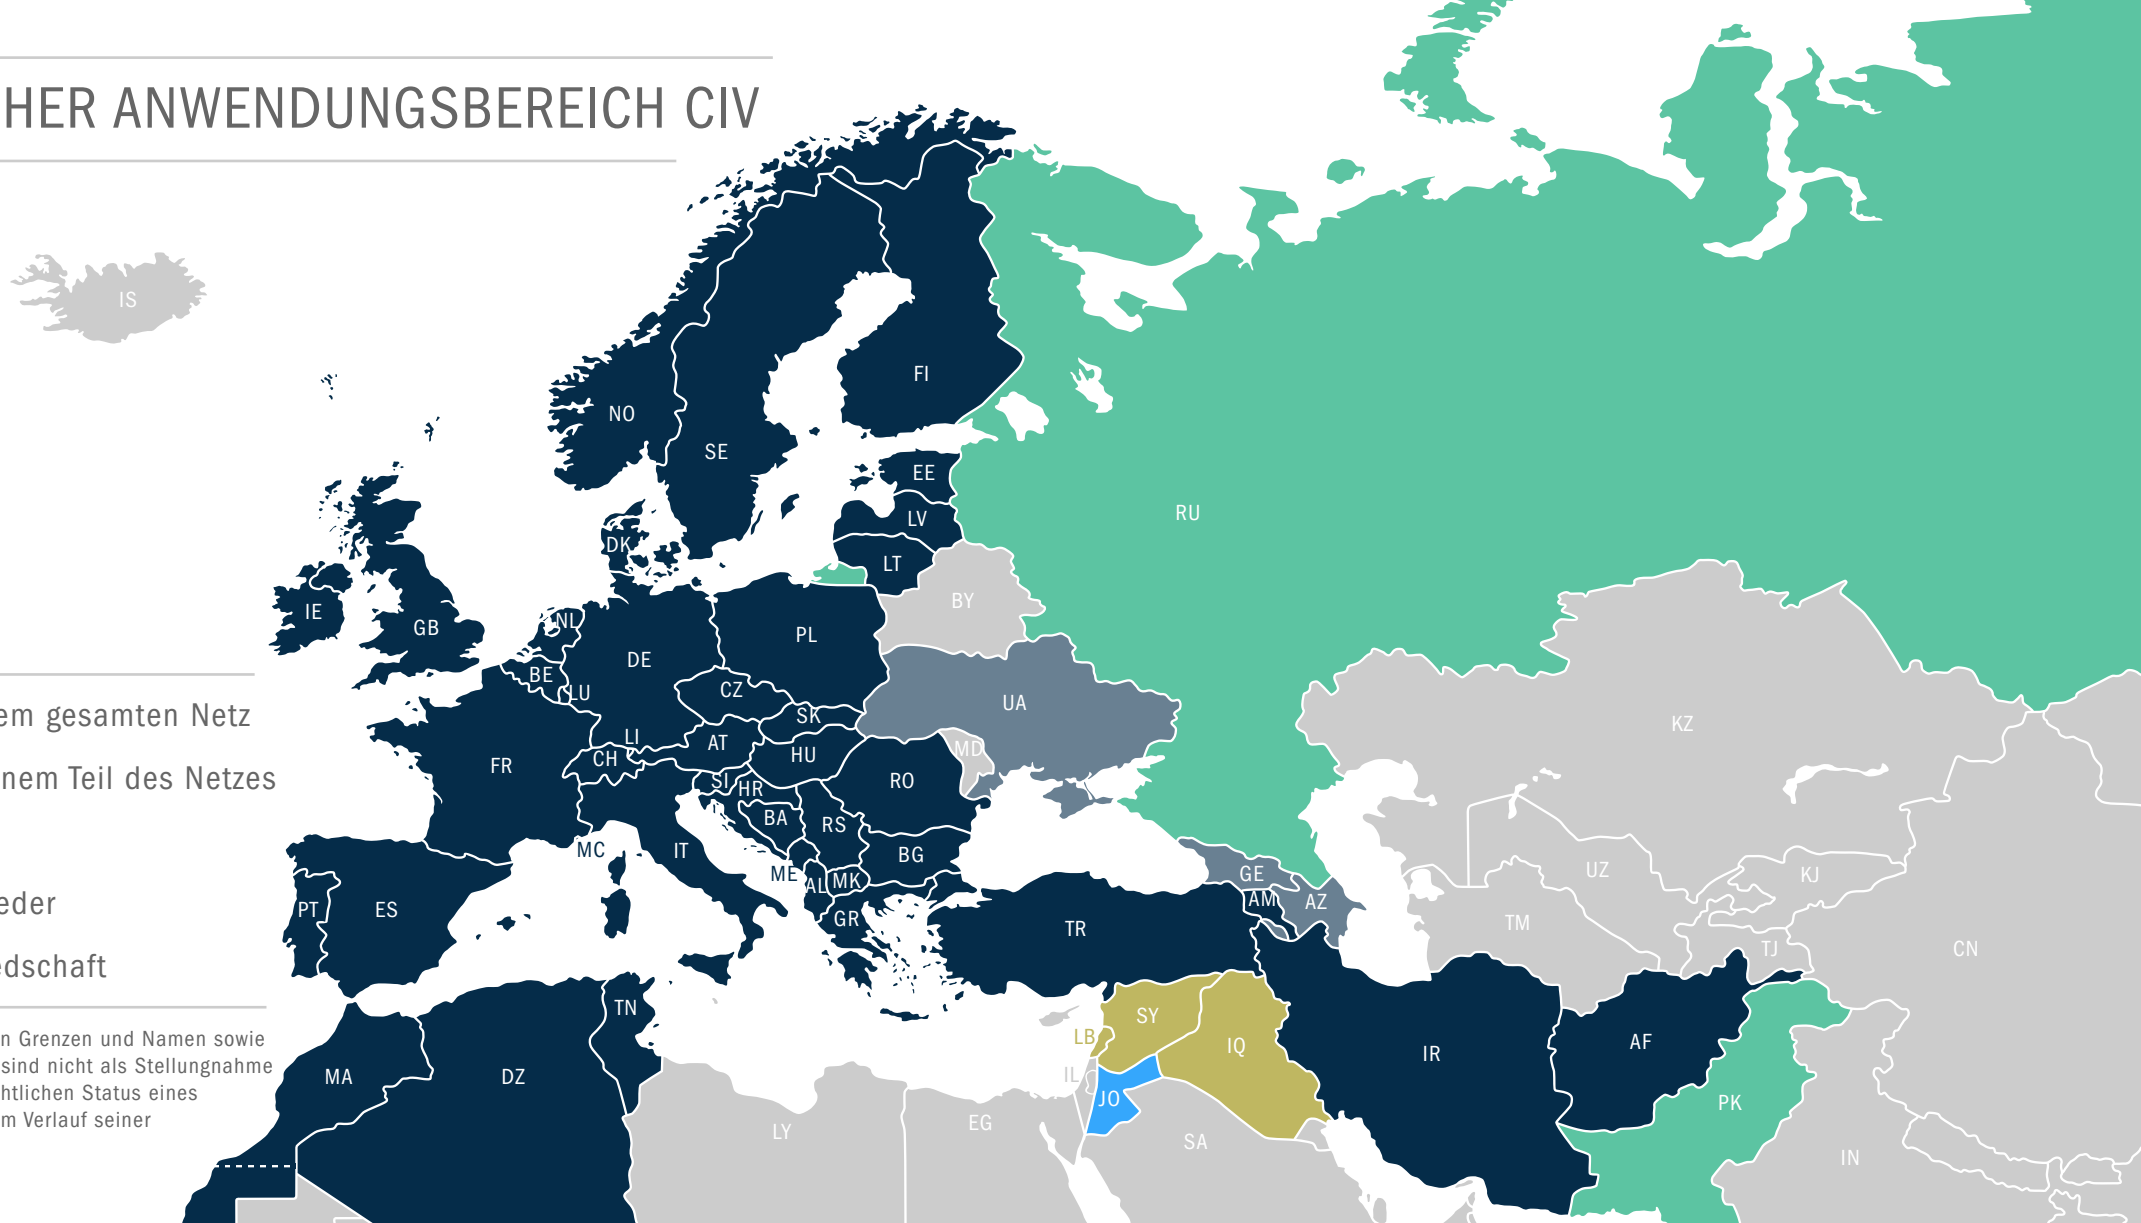 HER ANWENDUNGSBEREICH CIV
IS
FI
NO
SE
EE
LV
RU
DK
LT
BY
IE
NL
GB
PL
DE
BE
CZ
LU
UA
em gesamten Netz
SK
KZ
LI
AT
MD
HU
CH
FR
nem Teil des Netzes
SI
RO
HR
BA
RS
MC
IT
BG
UZ
ME
GE
KJ
AL
MK
AM
AZ
eder
PT
ES
GR
TR
TM
TJ
CN
edschaft
TN
SY
n Grenzen und Namen sowie
LB
AF
IQ
IR
sind nicht als Stellungnahme
MA
DZ
IL
htlichen Status eines
JO
PK
m Verlauf seiner
EG
LY
SA
IN